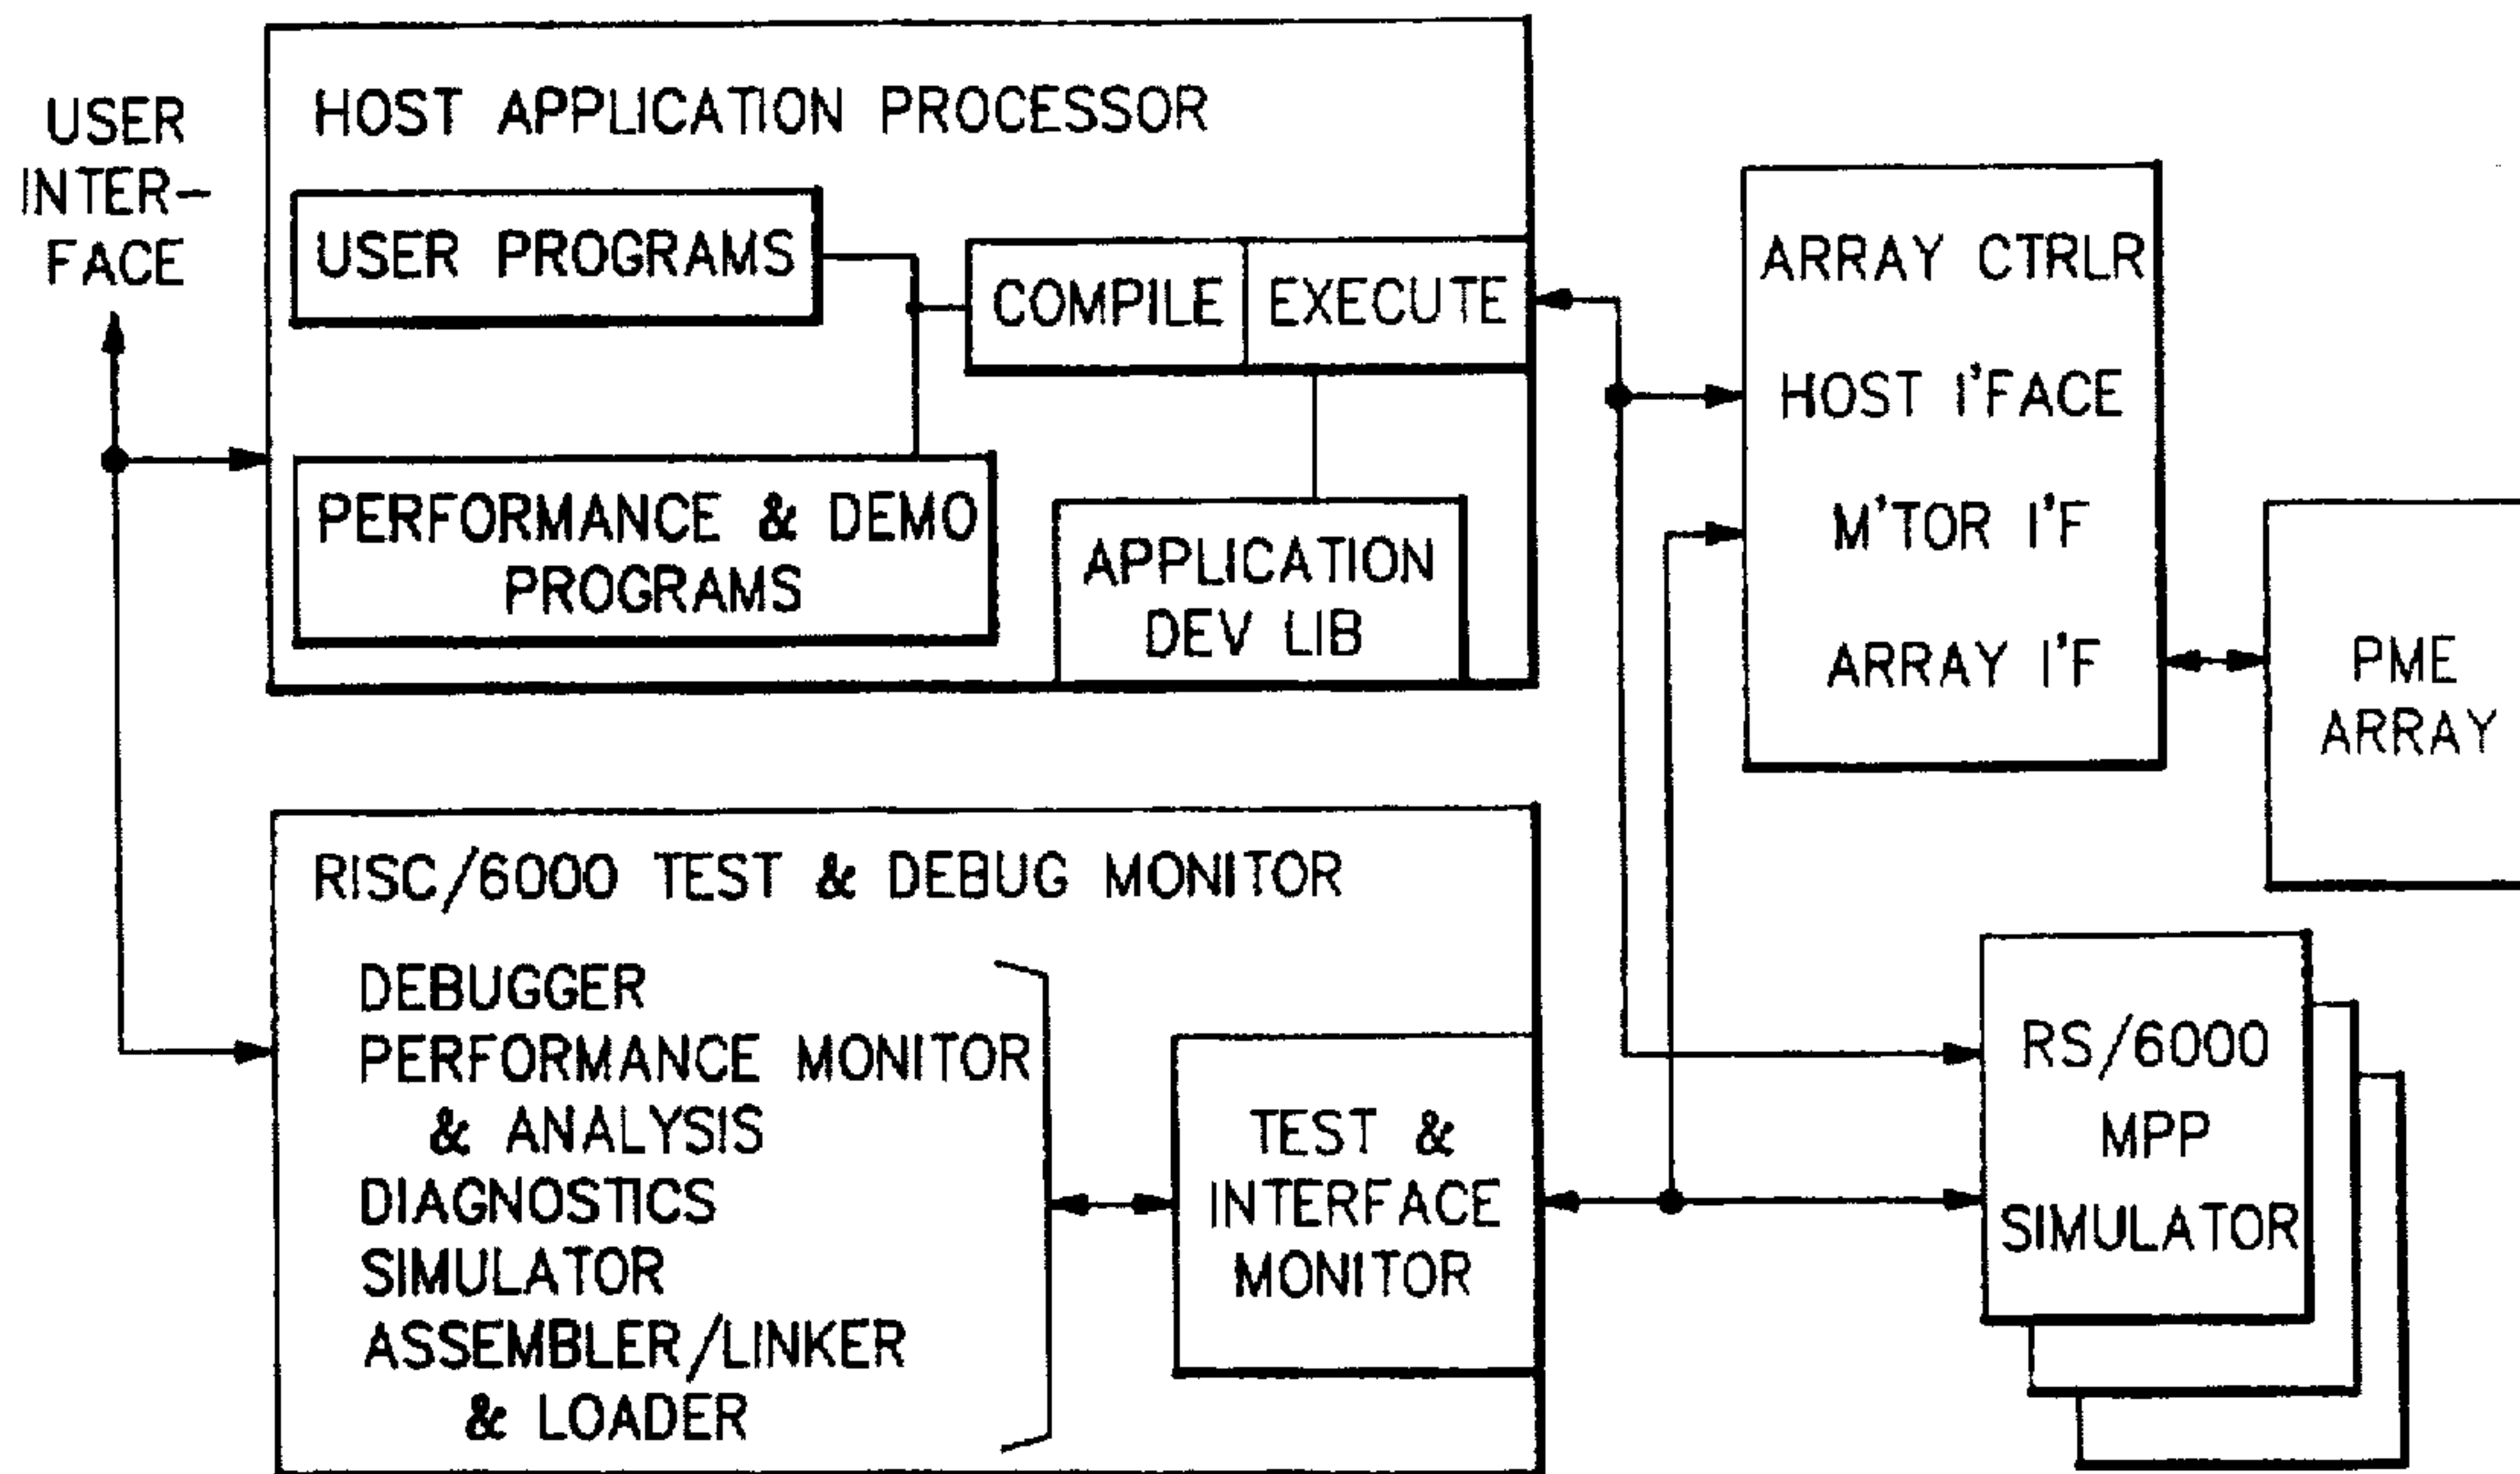 USER
INTER-
FACE
HOST APPLICATION PROCESSOR
USER PROGRAMS
COMPILE
EXECUTE
PERFORMANCE & DEMO
PROGRAMS
APPLICATION
DEV LIB
ARRAY CTRLR
HOST I'FACE
M'TOR I'F
ARRAY I'F
PME
ARRAY
RISC/6000 TEST & DEBUG MONITOR
DEBUGGER
PERFORMANCE MONITOR
& ANALYSIS
DIAGNOSTICS
SIMULATOR
ASSEMBLER/LINKER
& LOADER
TEST &
INTERFACE
MONITOR
RS/6000
MPP
SIMULATOR